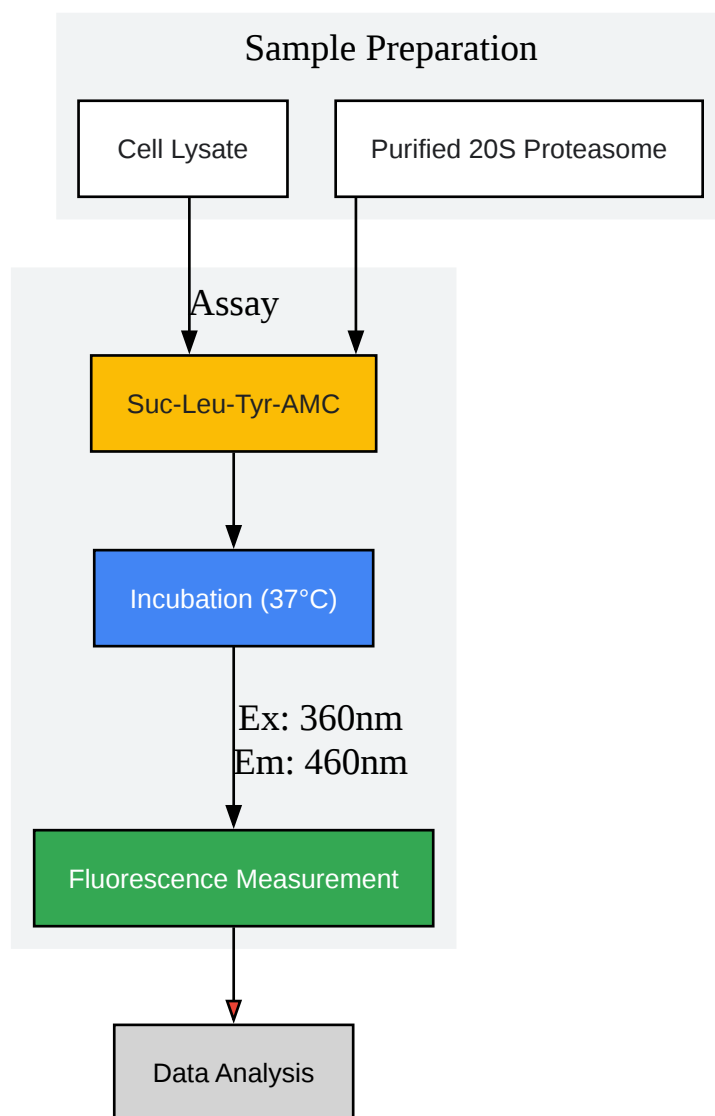 Sample Preparation
Cell Lysate
Purified 20S Proteasome
Assay
Suc-Leu-Tyr-AMC
Incubation (37°C)
Ex: 360nm
Em: 460nm
Fluorescence Measurement
Data Analysis